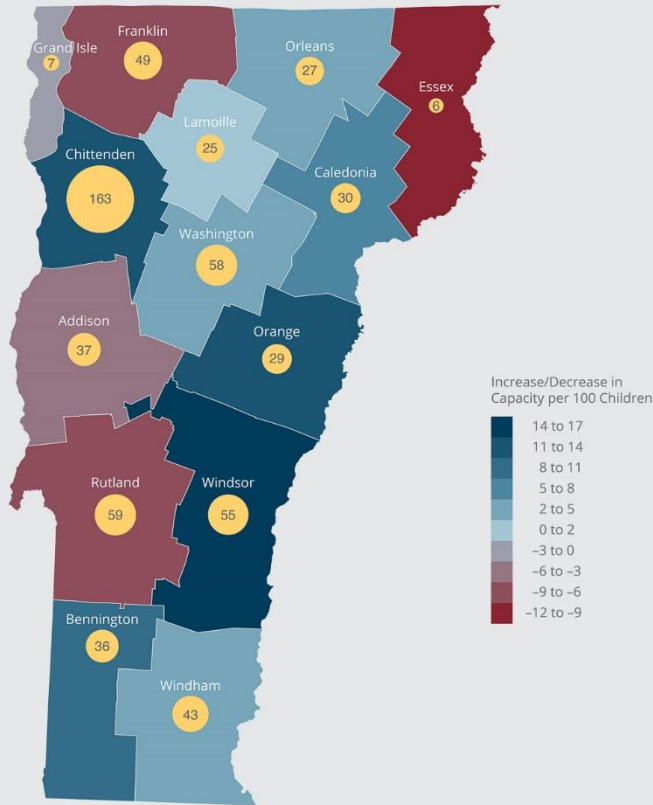 Franklin
49
Grand Isle
7
Orleans
27
Essex
6
Lamoille
25
Chittenden
163
Caledonia
30
Washington
58
Addison
37
Orange
29
Rutland
59
Windsor
55
Bennington
36
Windham
43
Increase/Decrease in
Capacity per 100 Children
14 to 17
11 to 14
8 to 11
5 to 8
2 to 5
0 to 2
–3 to 0
–6 to –3
–9 to –6
–12 to –9